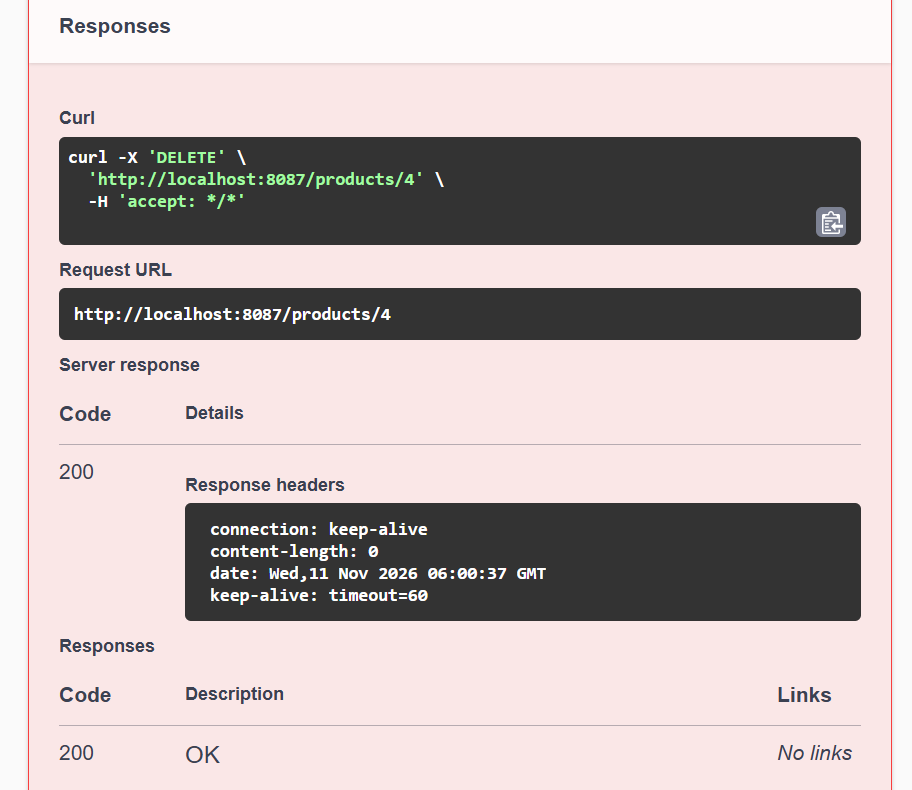 Responses
Curl
curl -X 'DELETE' \
  'http://localhost:8087/products/4' \
  -H 'accept: */*'
Request URL
http://localhost:8087/products/4
Server response
Code Details
200
Response headers
connection: keep-alive
content-length: 0
date: Wed,11 Nov 2026 06:00:37 GMT
keep-alive: timeout=60
Responses
Code Description Links
200 OK No links